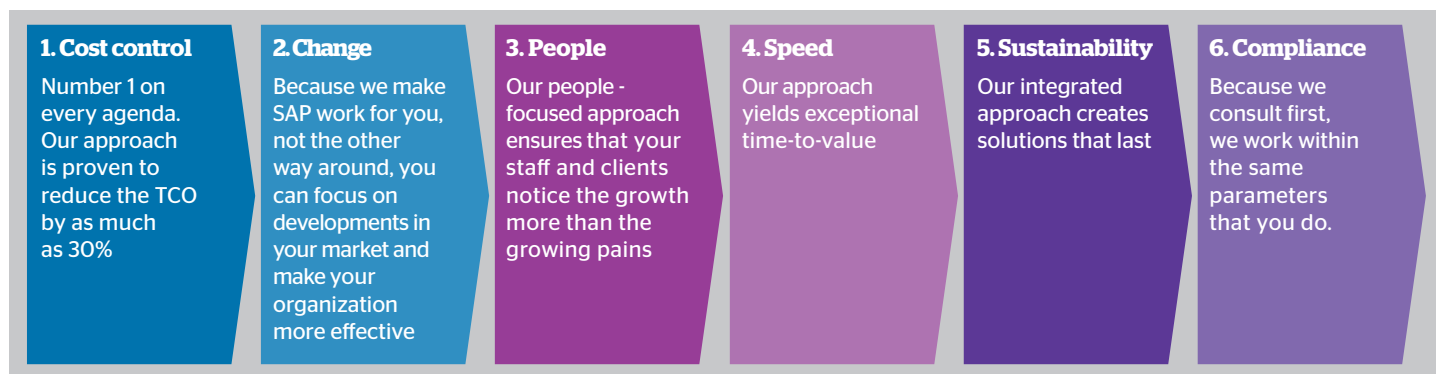 1. Cost control
Number 1 on
every agenda.
Our approach
is proven to
reduce the TCO
by as much
as 30%
2. Change
Because we make
SAP work for you,
not the other
way around, you
can focus on
developments in
your market and
make your
organization
more effective
3. People
Our people -
focused approach
ensures that your
staff and clients
notice the growth
more than the
growing pains
4. Speed
Our approach
yields exceptional
time-to-value
5. Sustainability
Our integrated
approach creates
solutions that last
6. Compliance
Because we
consult first,
we work within
the same
parameters
that you do.